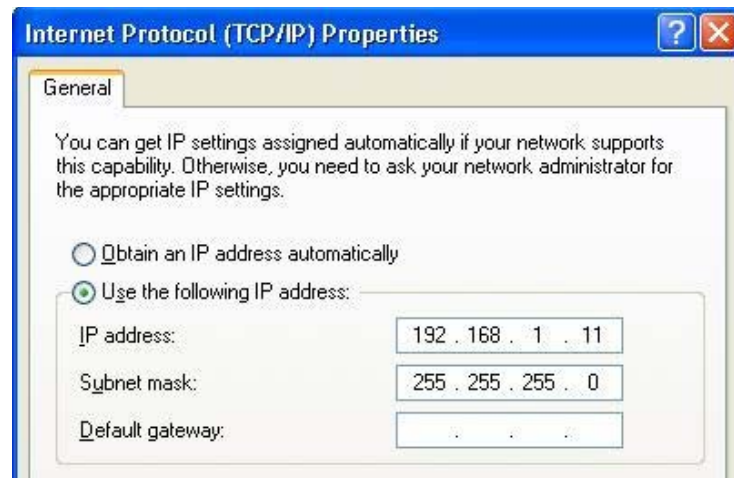 Internet Protocol (TCP/IP) Properties
General
You can get IP settings assigned automatically if your network supports
this capability. Otherwise, you need to ask your network administrator for
the appropriate IP settings.
Obtain an IP address automatically
Use the following IP address:
IP address: 192 . 168 . 1 . 11
Subnet mask: 255 . 255 . 255 . 0
Default gateway: . . .